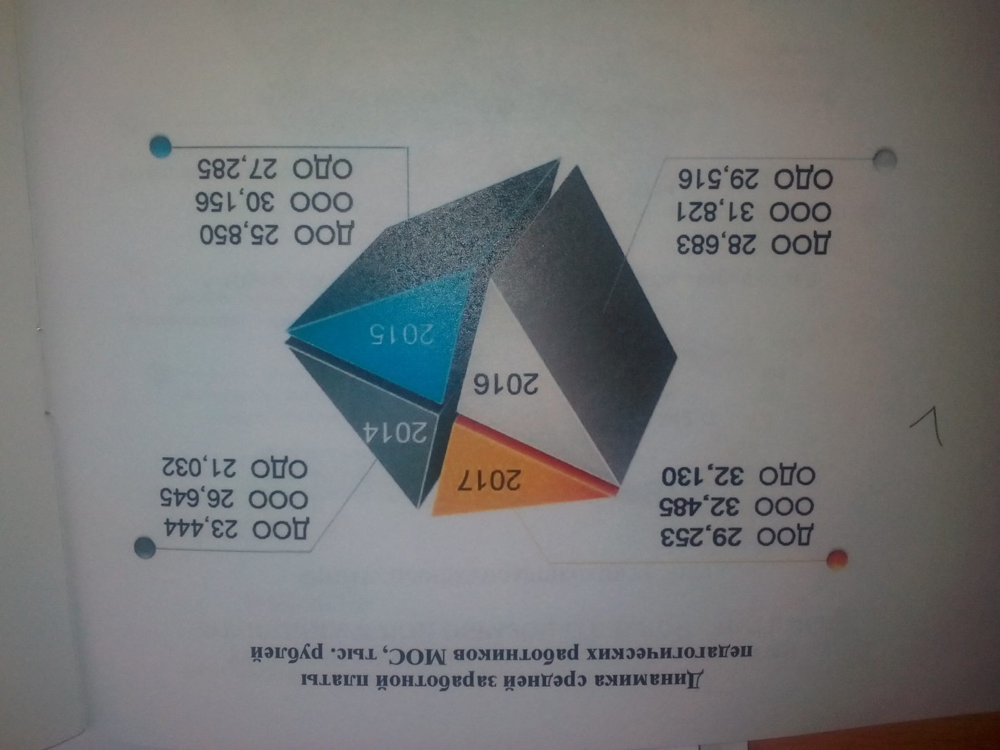 Динамика средней заработной платы
педагогических работников МОС, тыс. рублей
ДОО 29,253
ООО 32,485
ОДО 32,130
ДОО 23,444
ООО 26,645
ОДО 21,032
2017
2014
2016
2015
ДОО 28,683
ООО 31,821
ОДО 29,516
ДОО 25,850
ООО 30,156
ОДО 27,285